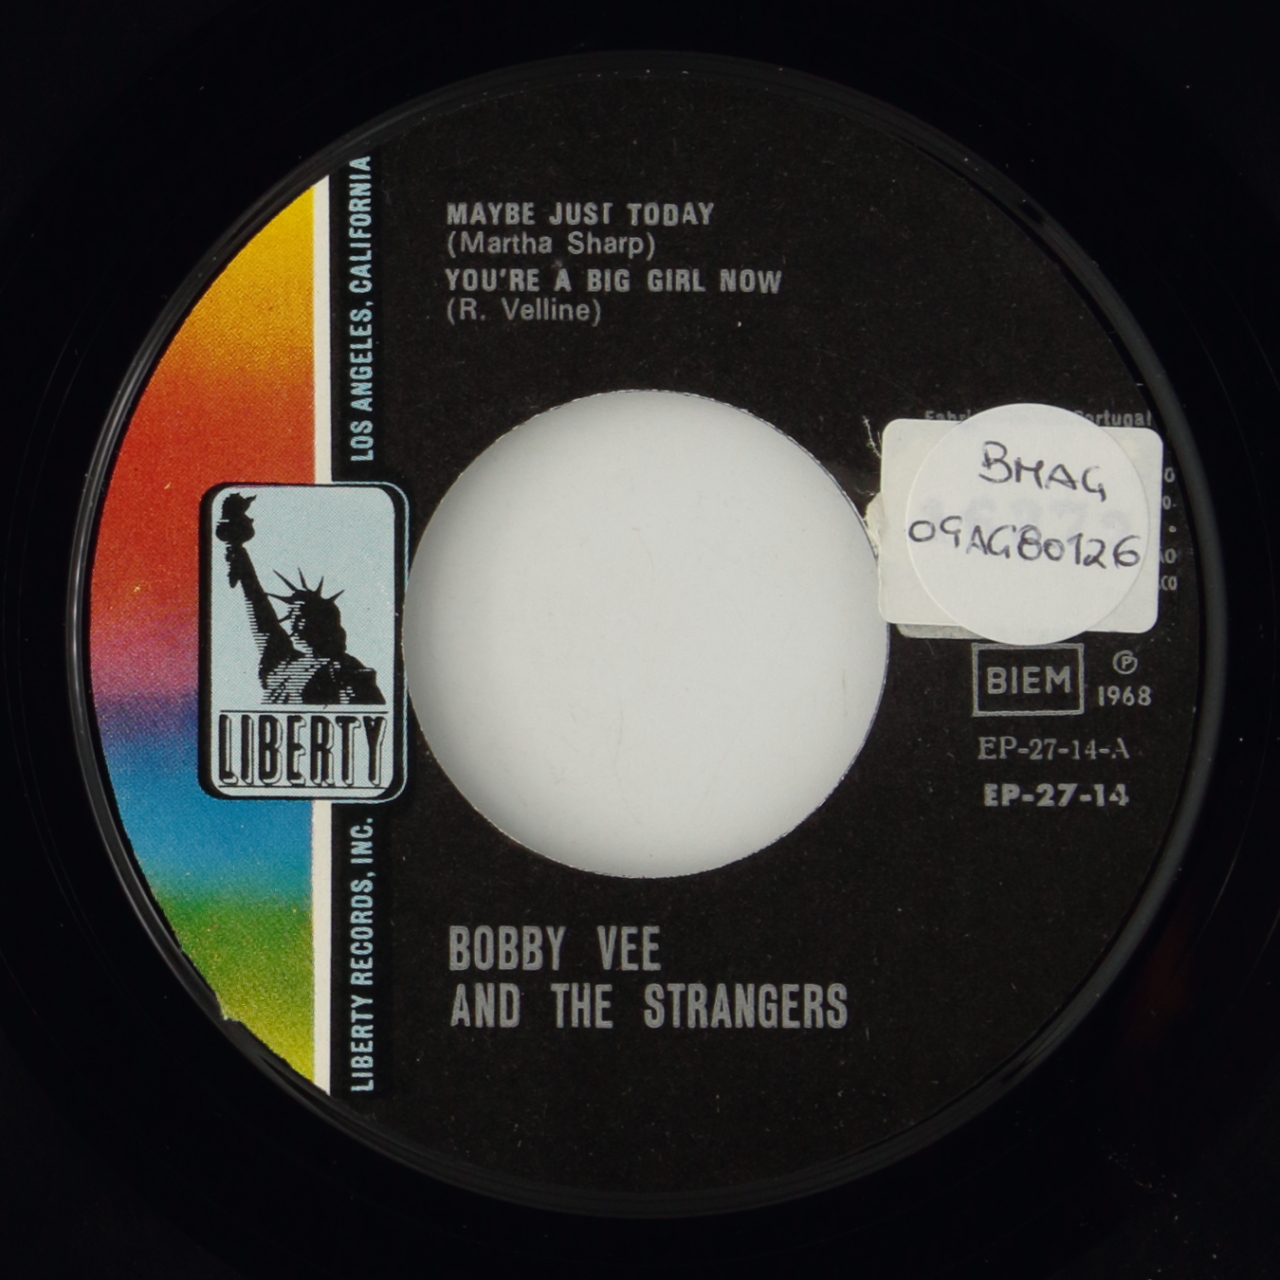 MAYBE JUST TODAY
(Martha Sharp)
YOU'RE A BIG GIRL NOW
(R. Velline)
LIBERTY RECORDS, INC.
LOS ANGELES, CALIFORNIA
LIBERTY
Portugal
BMAG
09AG80126
BIEM
℗
1968
EP-27-14-A
EP-27-14
BOBBY VEE
AND THE STRANGERS